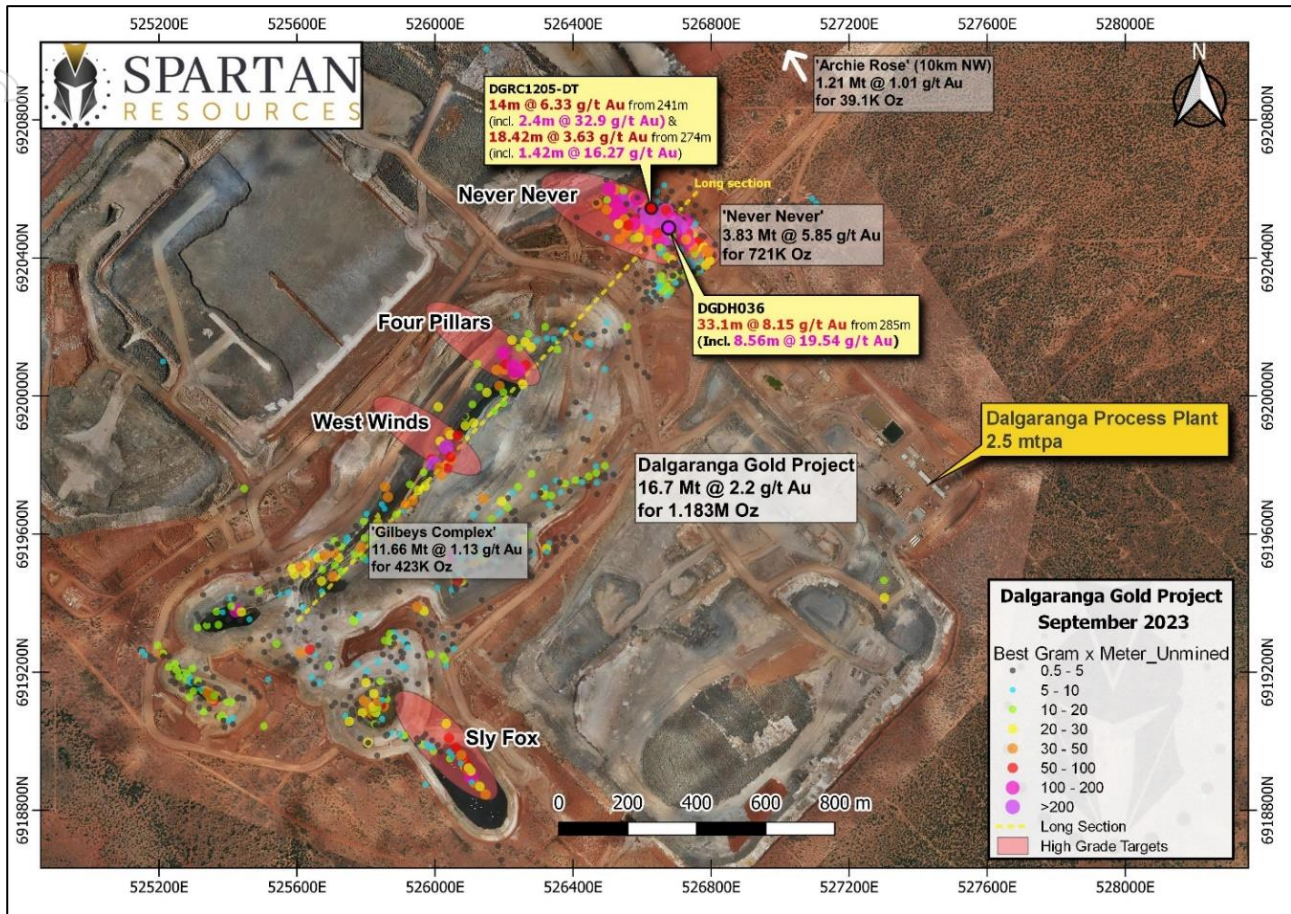 525200E 525600E 526000E 526400E 526800E 527200E 527600E 528000E
SPARTAN
RESOURCES
N
'Archie Rose' (10km NW)
1.21 Mt @ 1.01 g/t Au
for 39.1K Oz
DGRC1205-DT
14m @ 6.33 g/t Au from 241m
(incl. 2.4m @ 32.9 g/t Au) &
18.42m @ 3.63 g/t Au from 274m
(incl. 1.42m @ 16.27 g/t Au)
6920800N
6920800N
Never Never
Long section
'Never Never'
3.83 Mt @ 5.85 g/t Au
for 721K Oz
6920400N
6920400N
DGDH036
33.1m @ 8.15 g/t Au from 285m
(Incl. 8.56m @ 19.54 g/t Au)
Four Pillars
6920000N
6920000N
West Winds
Dalgaranga Process Plant
2.5 mtpa
Dalgaranga Gold Project
16.7 Mt @ 2.2 g/t Au
for 1.183M Oz
6919600N
6919600N
'Gilbeys Complex'
11.66 Mt @ 1.13 g/t Au
for 423K Oz
6919200N
6919200N
Sly Fox
6918800N
6918800N
0 200 400 600 800 m
Dalgaranga Gold Project
September 2023
Best Gram x Meter_Unmined
0.5 - 5
5 - 10
10 - 20
20 - 30
30 - 50
50 - 100
100 - 200
>200
Long Section
High Grade Targets
525200E 525600E 526000E 526400E 526800E 527200E 527600E 528000E